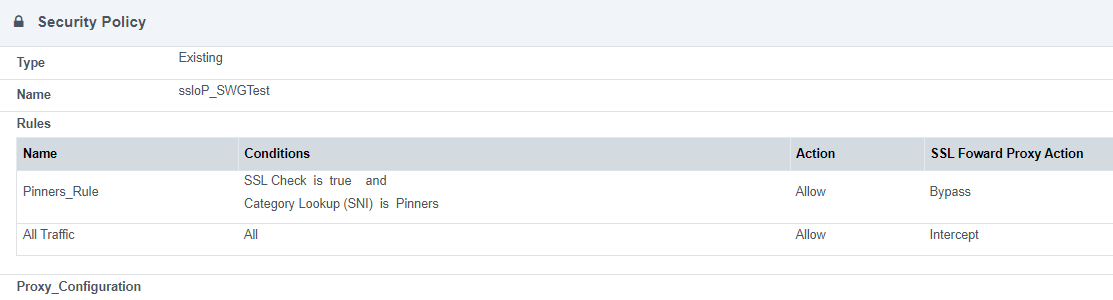 Security Policy
Type Existing
Name ssloP_SWGTest
Rules
Name Conditions Action SSL Foward Proxy Action
Pinners_Rule SSL Check is true and Category Lookup (SNI) is Pinners Allow Bypass
All Traffic All Allow Intercept
Proxy_Configuration